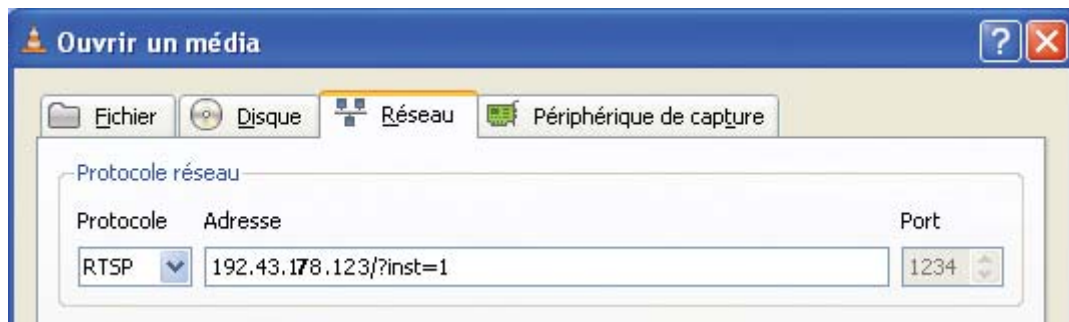 Ouvrir un média
Fichier Disque Réseau Périphérique de capture
Protocole réseau
Protocole Adresse Port
RTSP 192.43.178.123/?inst=1 1234